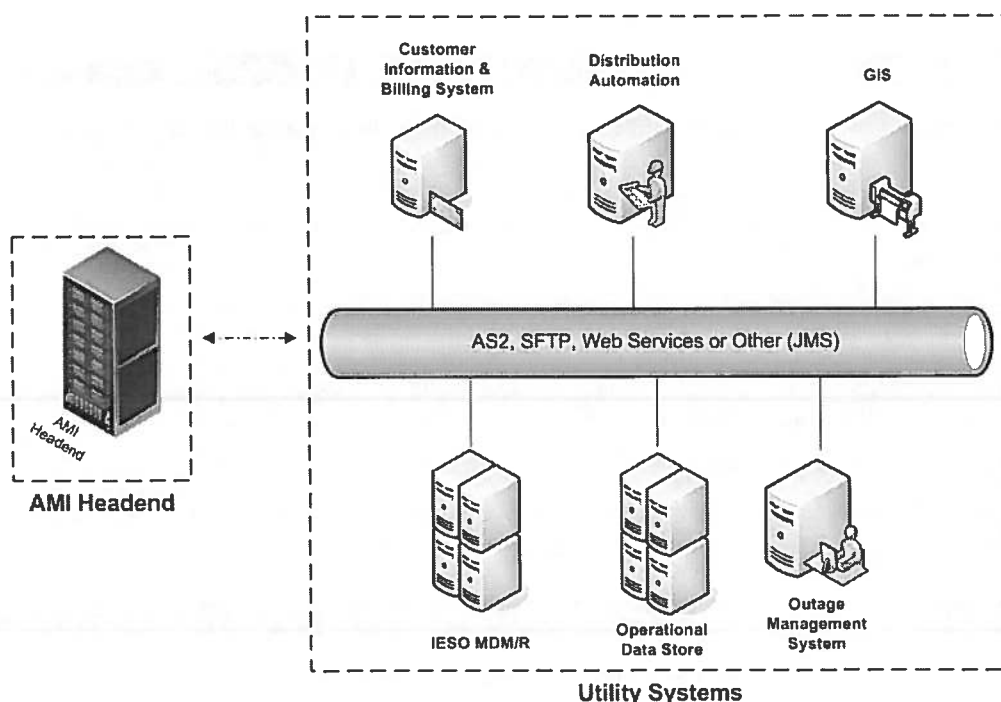 Customer
Information &
Billing System
Distribution
Automation
GIS
AS2, SFTP, Web Services or Other (JMS)
AMI
Headend
AMI Headend
IESO MDM/R
Operational
Data Store
Outage
Management
System
Utility Systems